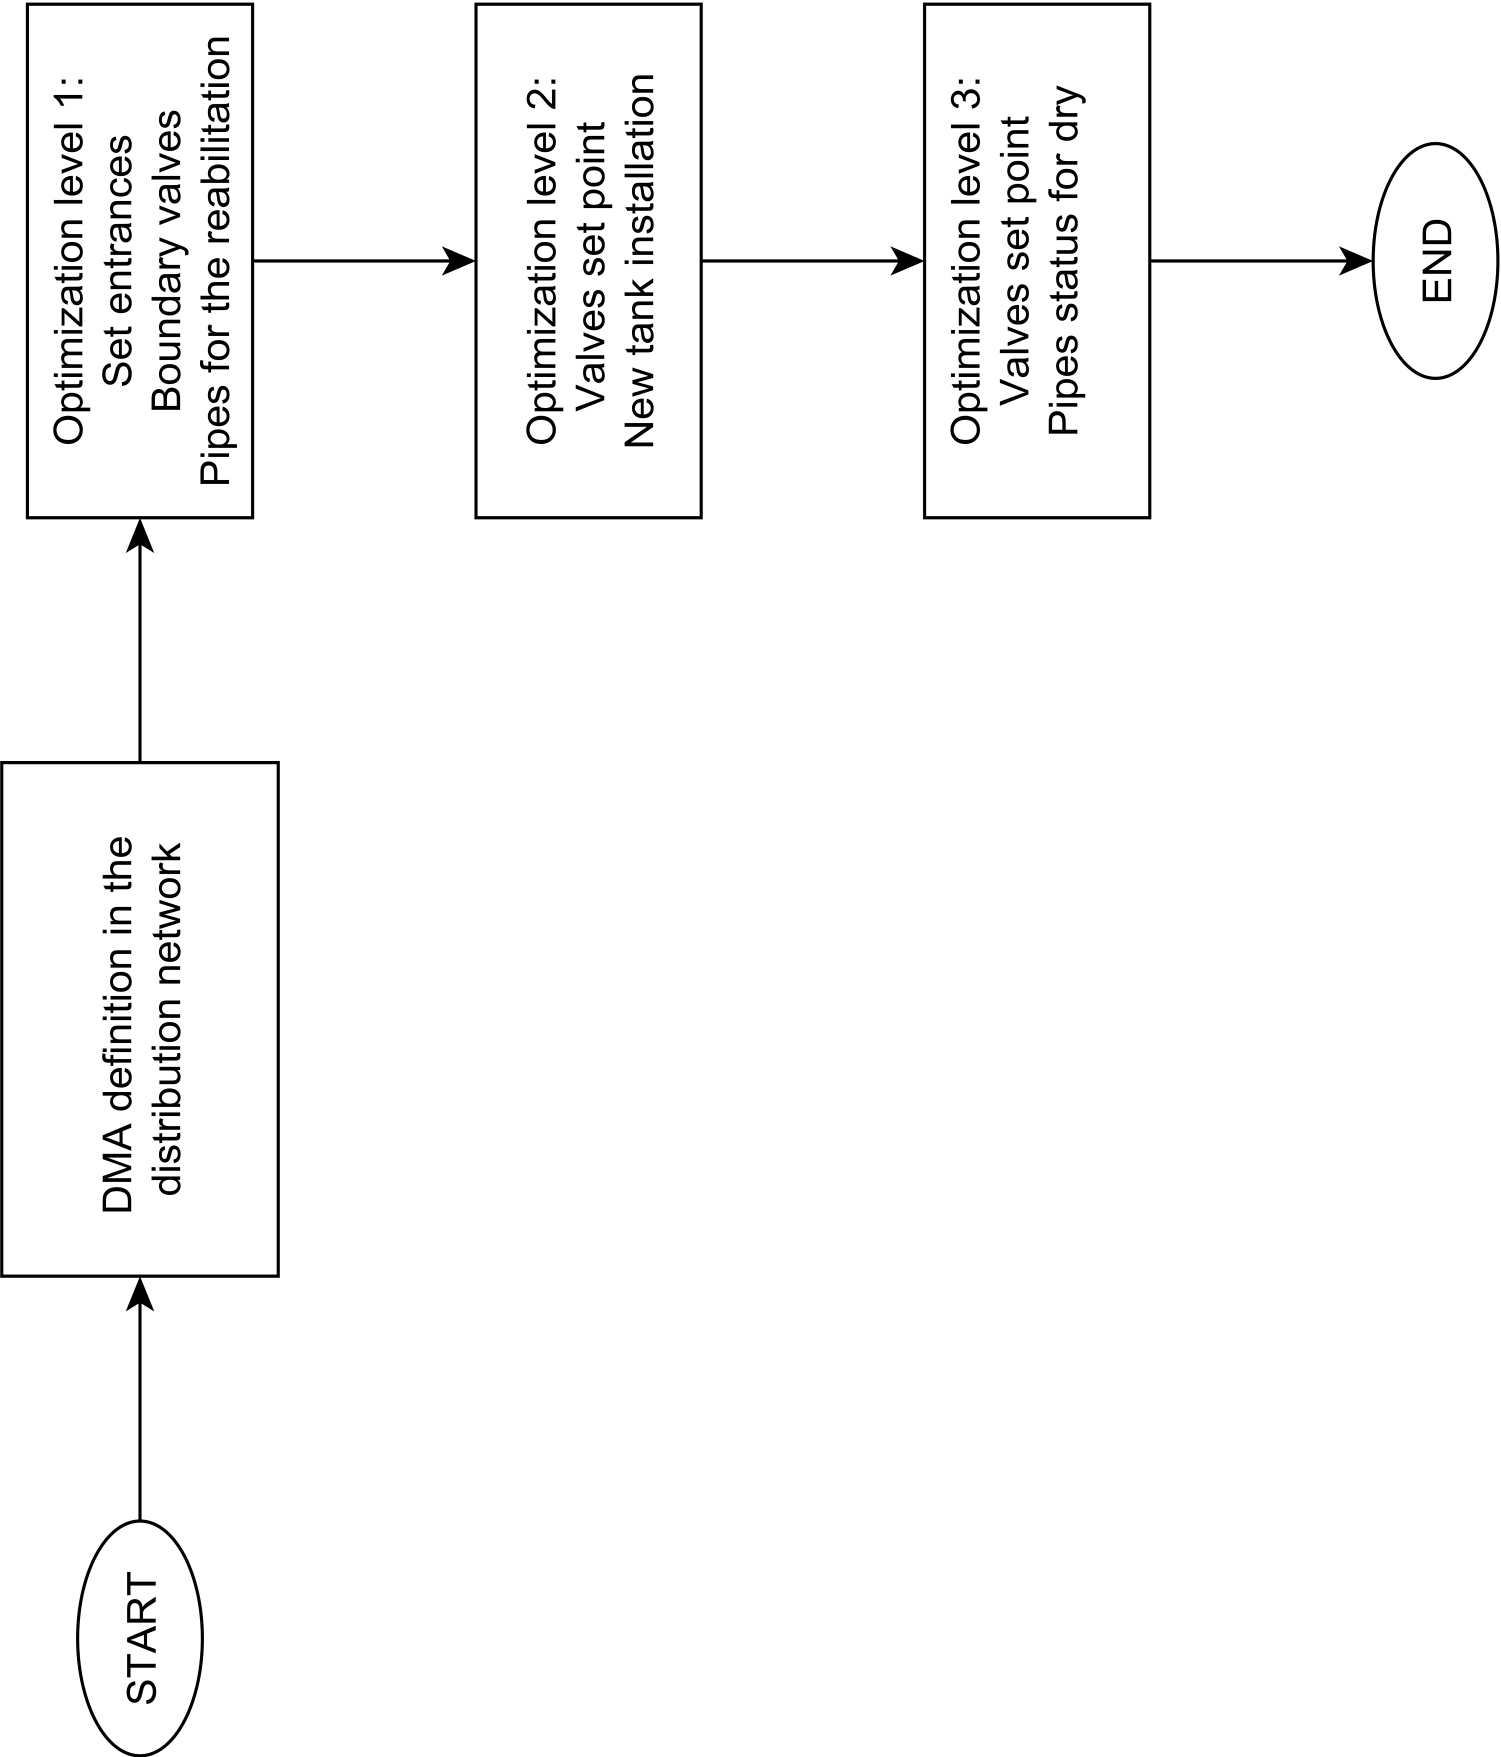 START
DMA definition in the
distribution network
Optimization level 1:
Set entrances
Boundary valves
Pipes for the reabilitation
Optimization level 2:
Valves set point
New tank installation
Optimization level 3:
Valves set point
Pipes status for dry
END